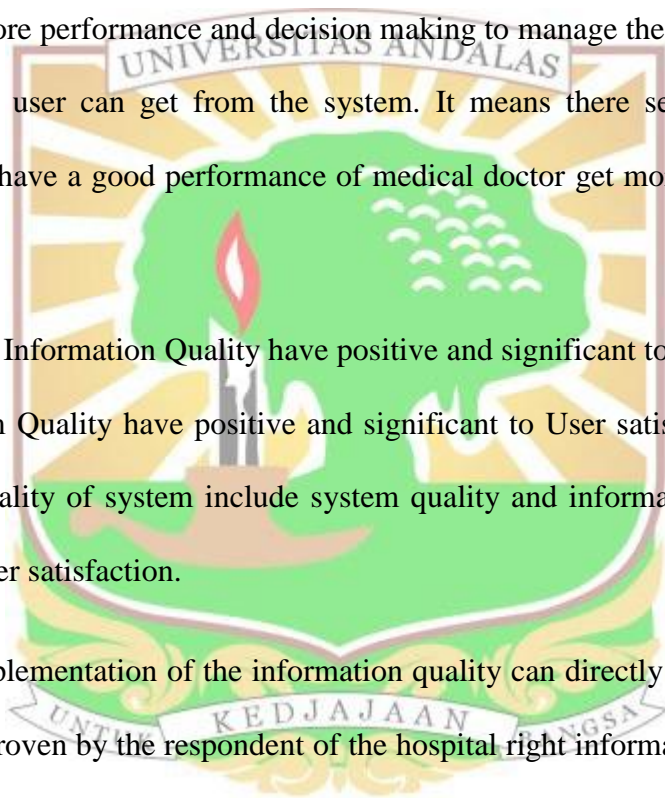 ore performance and decision making to manage the
UNIVERSITAS ANDALAS
user can get from the system. It means there se
have a good performance of medical doctor get mo
Information Quality have positive and significant to
n Quality have positive and significant to User satis
ality of system include system quality and informa
er satisfaction.
plementation of the information quality can directly
UNTUK KEDJAJAAN BANGSA
roven by the respondent of the hospital right informa